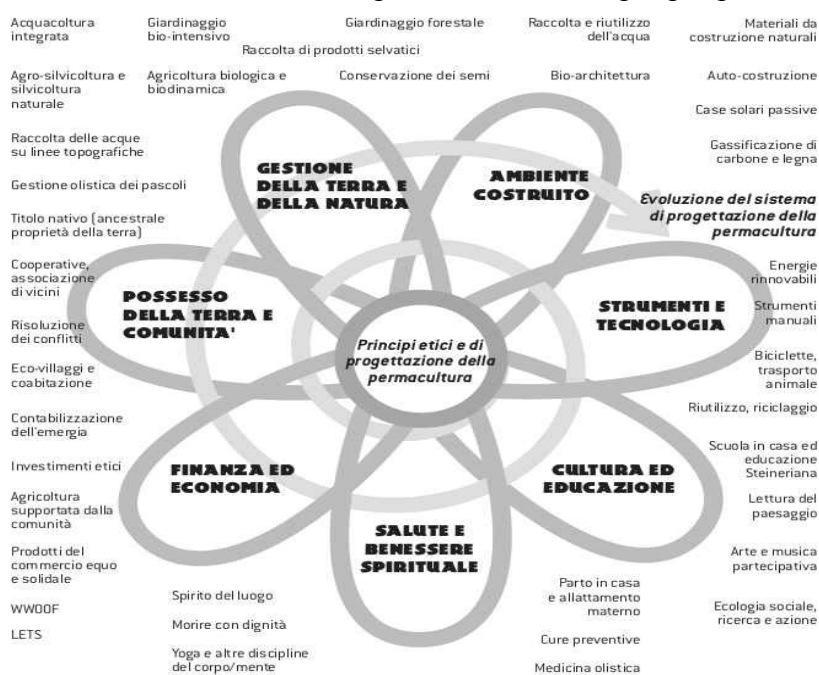 Acquacoltura
integrata
Giardinaggio
bio-intensivo
Giardinaggio forestale
Raccolta e riutilizzo
dell'acqua
Materiali da
costruzione naturali
Raccolta di prodotti selvatici
Agro-silvicoltura e
silvicoltura
naturale
Agricoltura biologica e
biodinamica
Conservazione dei semi
Bio-architettura
Auto-costruzione
Case solari passive
Raccolta delle acque
su linee topografiche
Gassificazione di
carbone e legna
GESTIONE
DELLA TERRA E
DELLA NATURA
AMBIENTE
COSTRUITO
Gestione olistica dei pascoli
Evoluzione del sistema
di progettazione della
permacultura
Titolo nativo (ancestrale
proprietà della terra)
Cooperative,
associazione
di vicini
Energie
rinnovabili
POSSESSO
DELLA TERRA E
COMUNITA'
STRUMENTI E
TECNOLOGIA
Strumenti
manuali
Risoluzione
dei conflitti
Principi etici e di
progettazione della
permacultura
Biciclette,
trasporto
animale
Eco-villaggi e
coabitazione
Riutilizzo, riciclaggio
Contabilizzazione
dell'emergia
Scuola in casa ed
educazione
Steineriana
Investimenti etici
FINANZA ED
ECONOMIA
CULTURA ED
EDUCAZIONE
Agricoltura
supportata dalla
comunità
Lettura del
paesaggio
SALUTE E
BENESSERE
SPIRITUALE
Prodotti del
commercio equo
e solidale
Arte e musica
partecipativa
Spirito del luogo
Parto in casa
e allattamento
materno
WWOOF
Ecologia sociale,
ricerca e azione
LETS
Morire con dignità
Cure preventive
Yoga e altre discipline
del corpo/mente
Medicina olistica